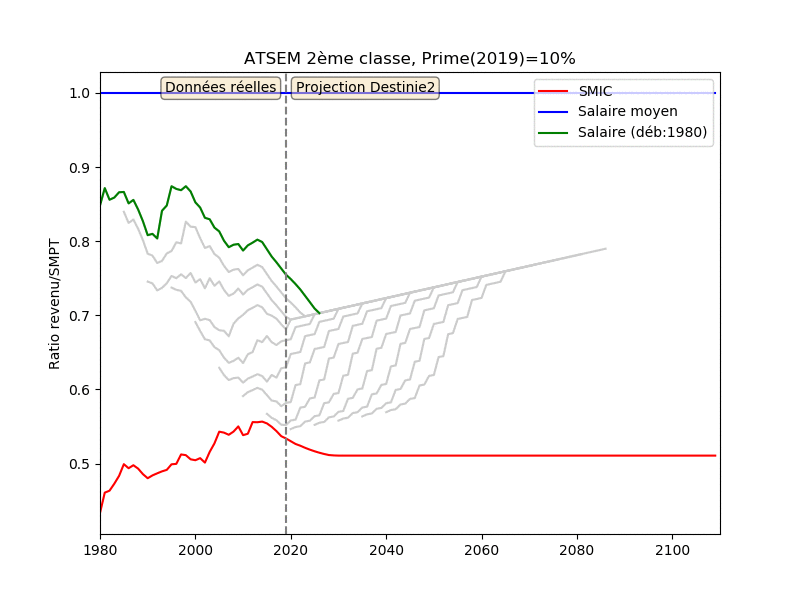 ATSEM 2ème classe, Prime(2019)=10%
Données réelles
Projection Destinie2
SMIC
Salaire moyen
Salaire (déb:1980)
Ratio revenu/SMPT
1.0
0.9
0.8
0.7
0.6
0.5
1980
2000
2020
2040
2060
2080
2100